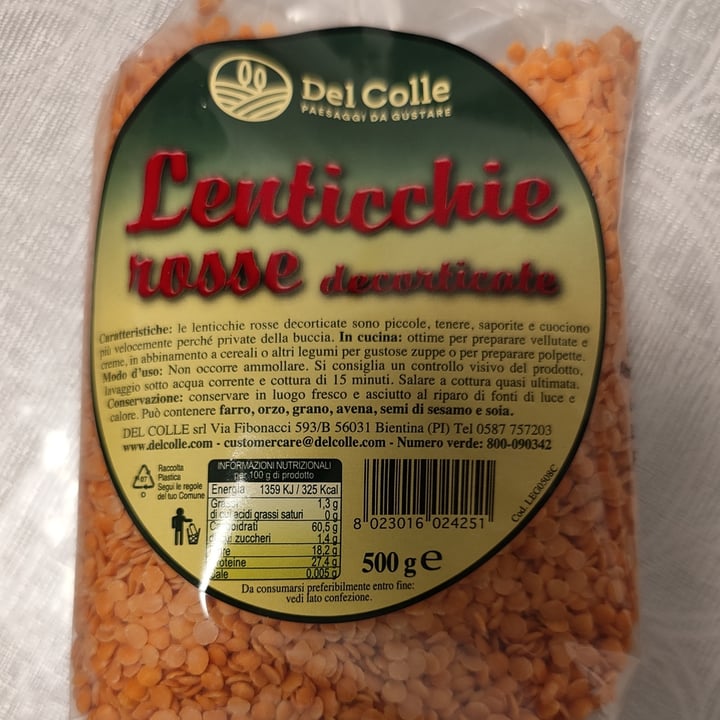 Del Colle
PAESAGGI DA GUSTARE
Lenticchie
rosse decorticate
Caratteristiche: le lenticchie rosse decorticate sono piccole, tenere, saporite e cuociono
più velocemente perché private della buccia. In cucina: ottime per preparare vellutate e
creme, in abbinamento a cereali o altri legumi per gustose zuppe o per preparare polpette.
Modo d'uso: Non occorre ammollare. Si consiglia un controllo visivo del prodotto,
lavaggio sotto acqua corrente e cottura di 15 minuti. Salare a cottura quasi ultimata.
Conservazione: conservare in luogo fresco e asciutto al riparo di fonti di luce e
calore. Può contenere farro, orzo, grano, avena, semi di sesamo e soia.
DEL COLLE srl Via Fibonacci 593/B 56031 Bientina (PI) Tel 0587 757203
www.delcolle.com - customercare@delcolle.com - Numero verde: 800-090342
Raccolta
Plastica
Segui le regole
del tuo Comune
INFORMAZIONI NUTRIZIONALI
per 100 g di prodotto
Energia 1359 KJ / 325 Kcal
Grassi 1,3 g
di cui acidi grassi saturi 0 g
Carboidrati 60,5 g
di cui zuccheri 1,4 g
18,2 g
Proteine 27,4 g
Sale 0,005 g
8 023016 024251
500 g e
Cod. LEG0508C
Da consumarsi preferibilmente entro fine:
vedi lato confezione.